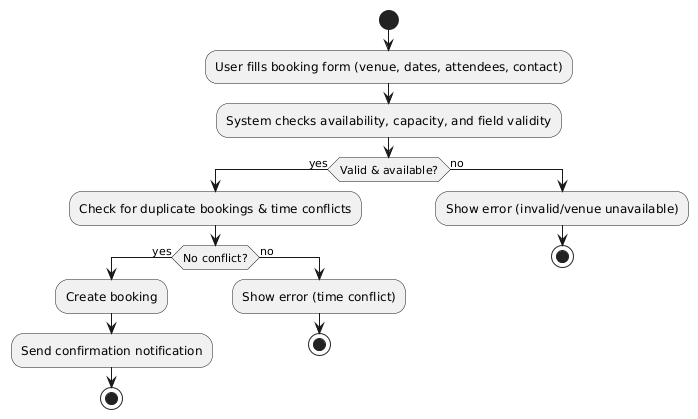 User fills booking form (venue, dates, attendees, contact)
System checks availability, capacity, and field validity
yes
Valid & available?
no
Check for duplicate bookings & time conflicts
Show error (invalid/venue unavailable)
yes
No conflict?
no
Create booking
Show error (time conflict)
Send confirmation notification